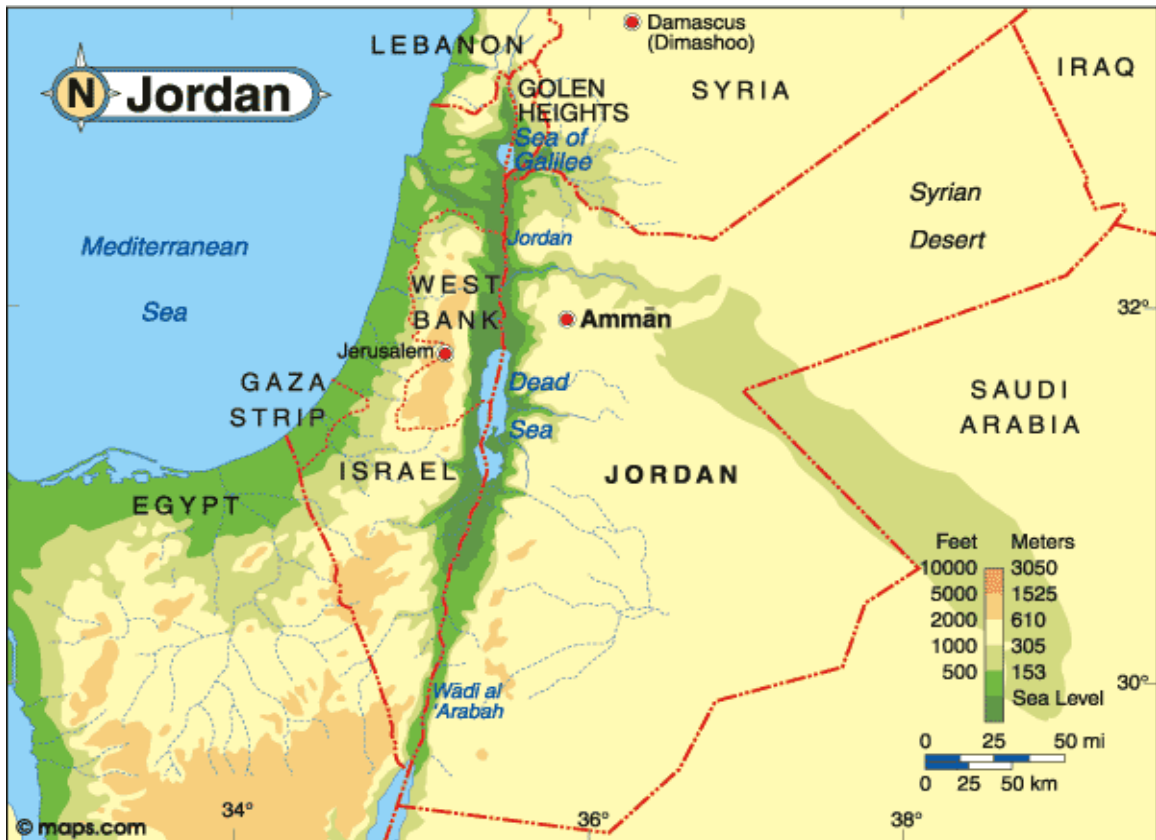 N Jordan
LEBANON
Damascus
(Dimashoo)
SYRIA
IRAQ
GOLEN
HEIGHTS
Sea of
Galilee
Syrian
Desert
Mediterranean
Sea
Jordan
WEST
BANK
Ammān
Jerusalem
32°
GAZA
STRIP
Dead
Sea
SAUDI
ARABIA
ISRAEL
JORDAN
EGYPT
Feet Meters
10000 3050
5000 1525
2000 610
1000 305
500 153
Sea Level
30°
Wādī al
'Arabah
0 25 50 mi
0 25 50 km
34° 36° 38°
© maps.com